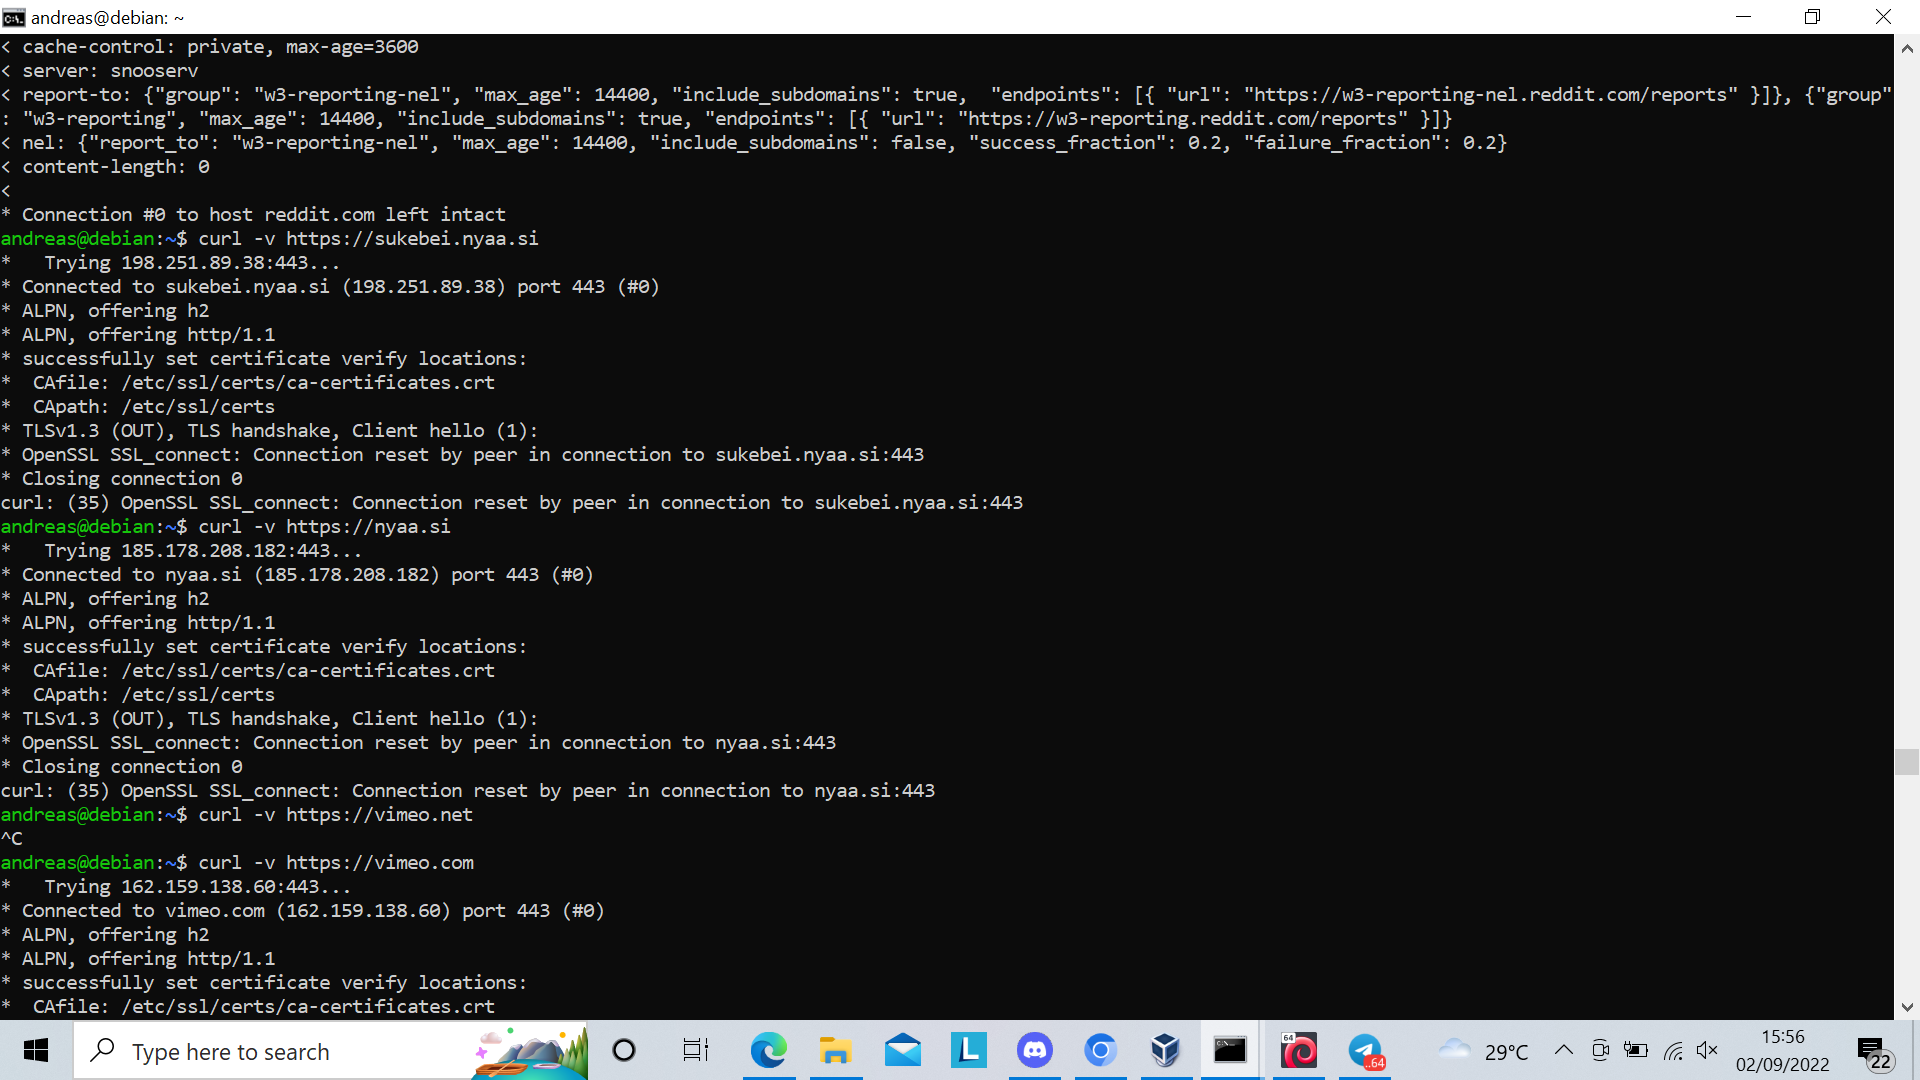 andreas@debian: ~
< cache-control: private, max-age=3600
< server: snooserv
< report-to: {"group": "w3-reporting-nel", "max_age": 14400, "include_subdomains": true,  "endpoints": [{ "url": "https://w3-reporting-nel.reddit.com/reports" }]}, {"group"
: "w3-reporting", "max_age": 14400, "include_subdomains": true, "endpoints": [{ "url": "https://w3-reporting.reddit.com/reports" }]}
< nel: {"report_to": "w3-reporting-nel", "max_age": 14400, "include_subdomains": false, "success_fraction": 0.2, "failure_fraction": 0.2}
< content-length: 0
<
* Connection #0 to host reddit.com left intact
andreas@debian:~$ curl -v https://sukebei.nyaa.si
*   Trying 198.251.89.38:443...
* Connected to sukebei.nyaa.si (198.251.89.38) port 443 (#0)
* ALPN, offering h2
* ALPN, offering http/1.1
* successfully set certificate verify locations:
*  CAfile: /etc/ssl/certs/ca-certificates.crt
*  CApath: /etc/ssl/certs
* TLSv1.3 (OUT), TLS handshake, Client hello (1):
* OpenSSL SSL_connect: Connection reset by peer in connection to sukebei.nyaa.si:443
* Closing connection 0
curl: (35) OpenSSL SSL_connect: Connection reset by peer in connection to sukebei.nyaa.si:443
andreas@debian:~$ curl -v https://nyaa.si
*   Trying 185.178.208.182:443...
* Connected to nyaa.si (185.178.208.182) port 443 (#0)
* ALPN, offering h2
* ALPN, offering http/1.1
* successfully set certificate verify locations:
*  CAfile: /etc/ssl/certs/ca-certificates.crt
*  CApath: /etc/ssl/certs
* TLSv1.3 (OUT), TLS handshake, Client hello (1):
* OpenSSL SSL_connect: Connection reset by peer in connection to nyaa.si:443
* Closing connection 0
curl: (35) OpenSSL SSL_connect: Connection reset by peer in connection to nyaa.si:443
andreas@debian:~$ curl -v https://vimeo.net
^C
andreas@debian:~$ curl -v https://vimeo.com
*   Trying 162.159.138.60:443...
* Connected to vimeo.com (162.159.138.60) port 443 (#0)
* ALPN, offering h2
* ALPN, offering http/1.1
* successfully set certificate verify locations:
*  CAfile: /etc/ssl/certs/ca-certificates.crt
Type here to search
L
64
..64
29°C
15:56
02/09/2022
22